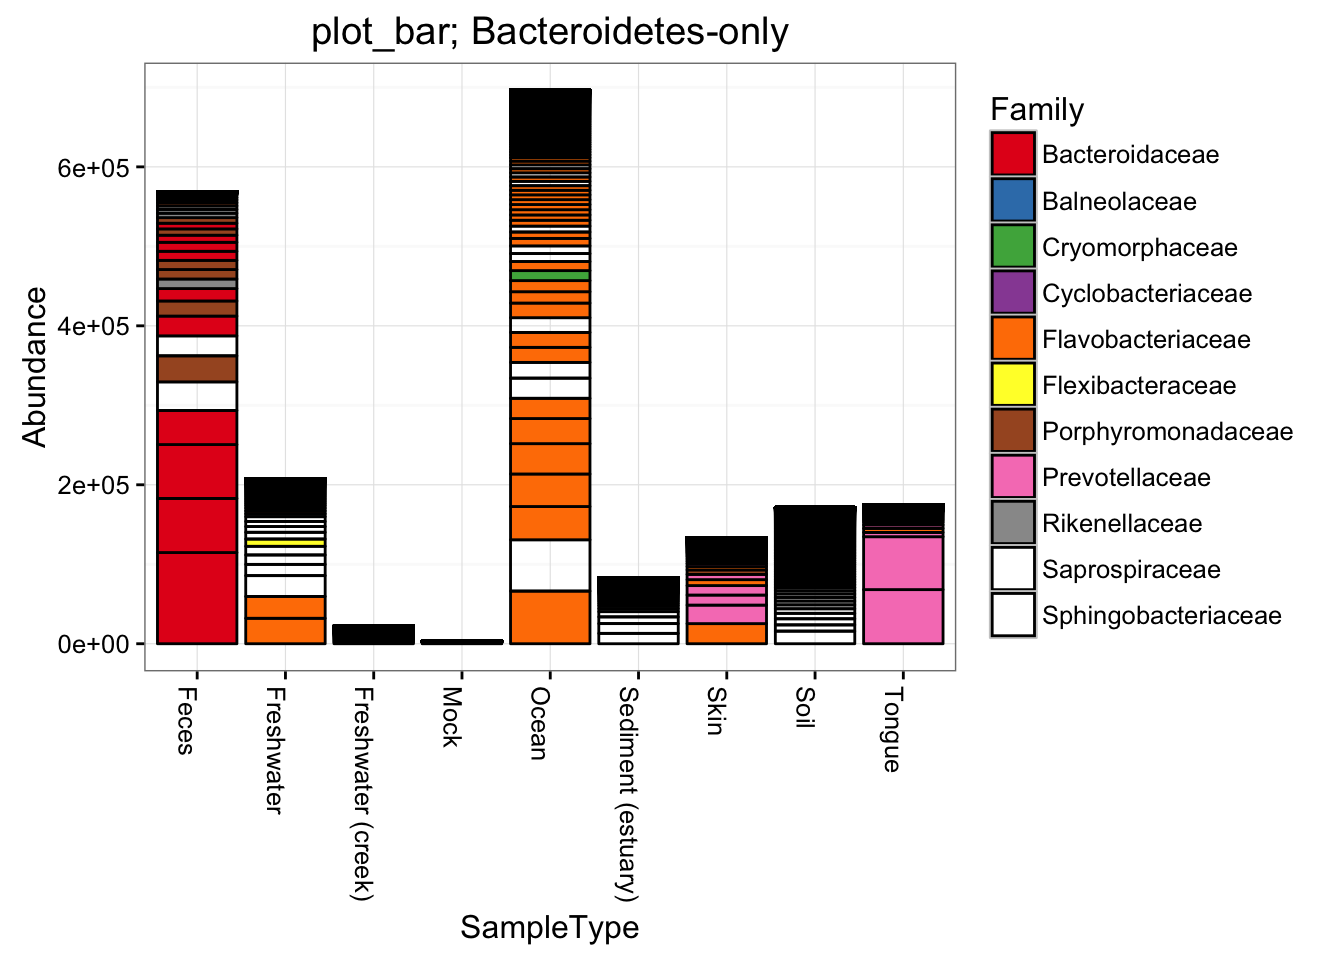 plot_bar; Bacteroidetes-only
Abundance
6e+05
4e+05
2e+05
0e+00
Feces
Freshwater
Freshwater (creek)
Mock
Ocean
Sediment (estuary)
Skin
Soil
Tongue
SampleType
Family
Bacteroidaceae
Balneolaceae
Cryomorphaceae
Cyclobacteriaceae
Flavobacteriaceae
Flexibacteraceae
Porphyromonadaceae
Prevotellaceae
Rikenellaceae
Saprospiraceae
Sphingobacteriaceae